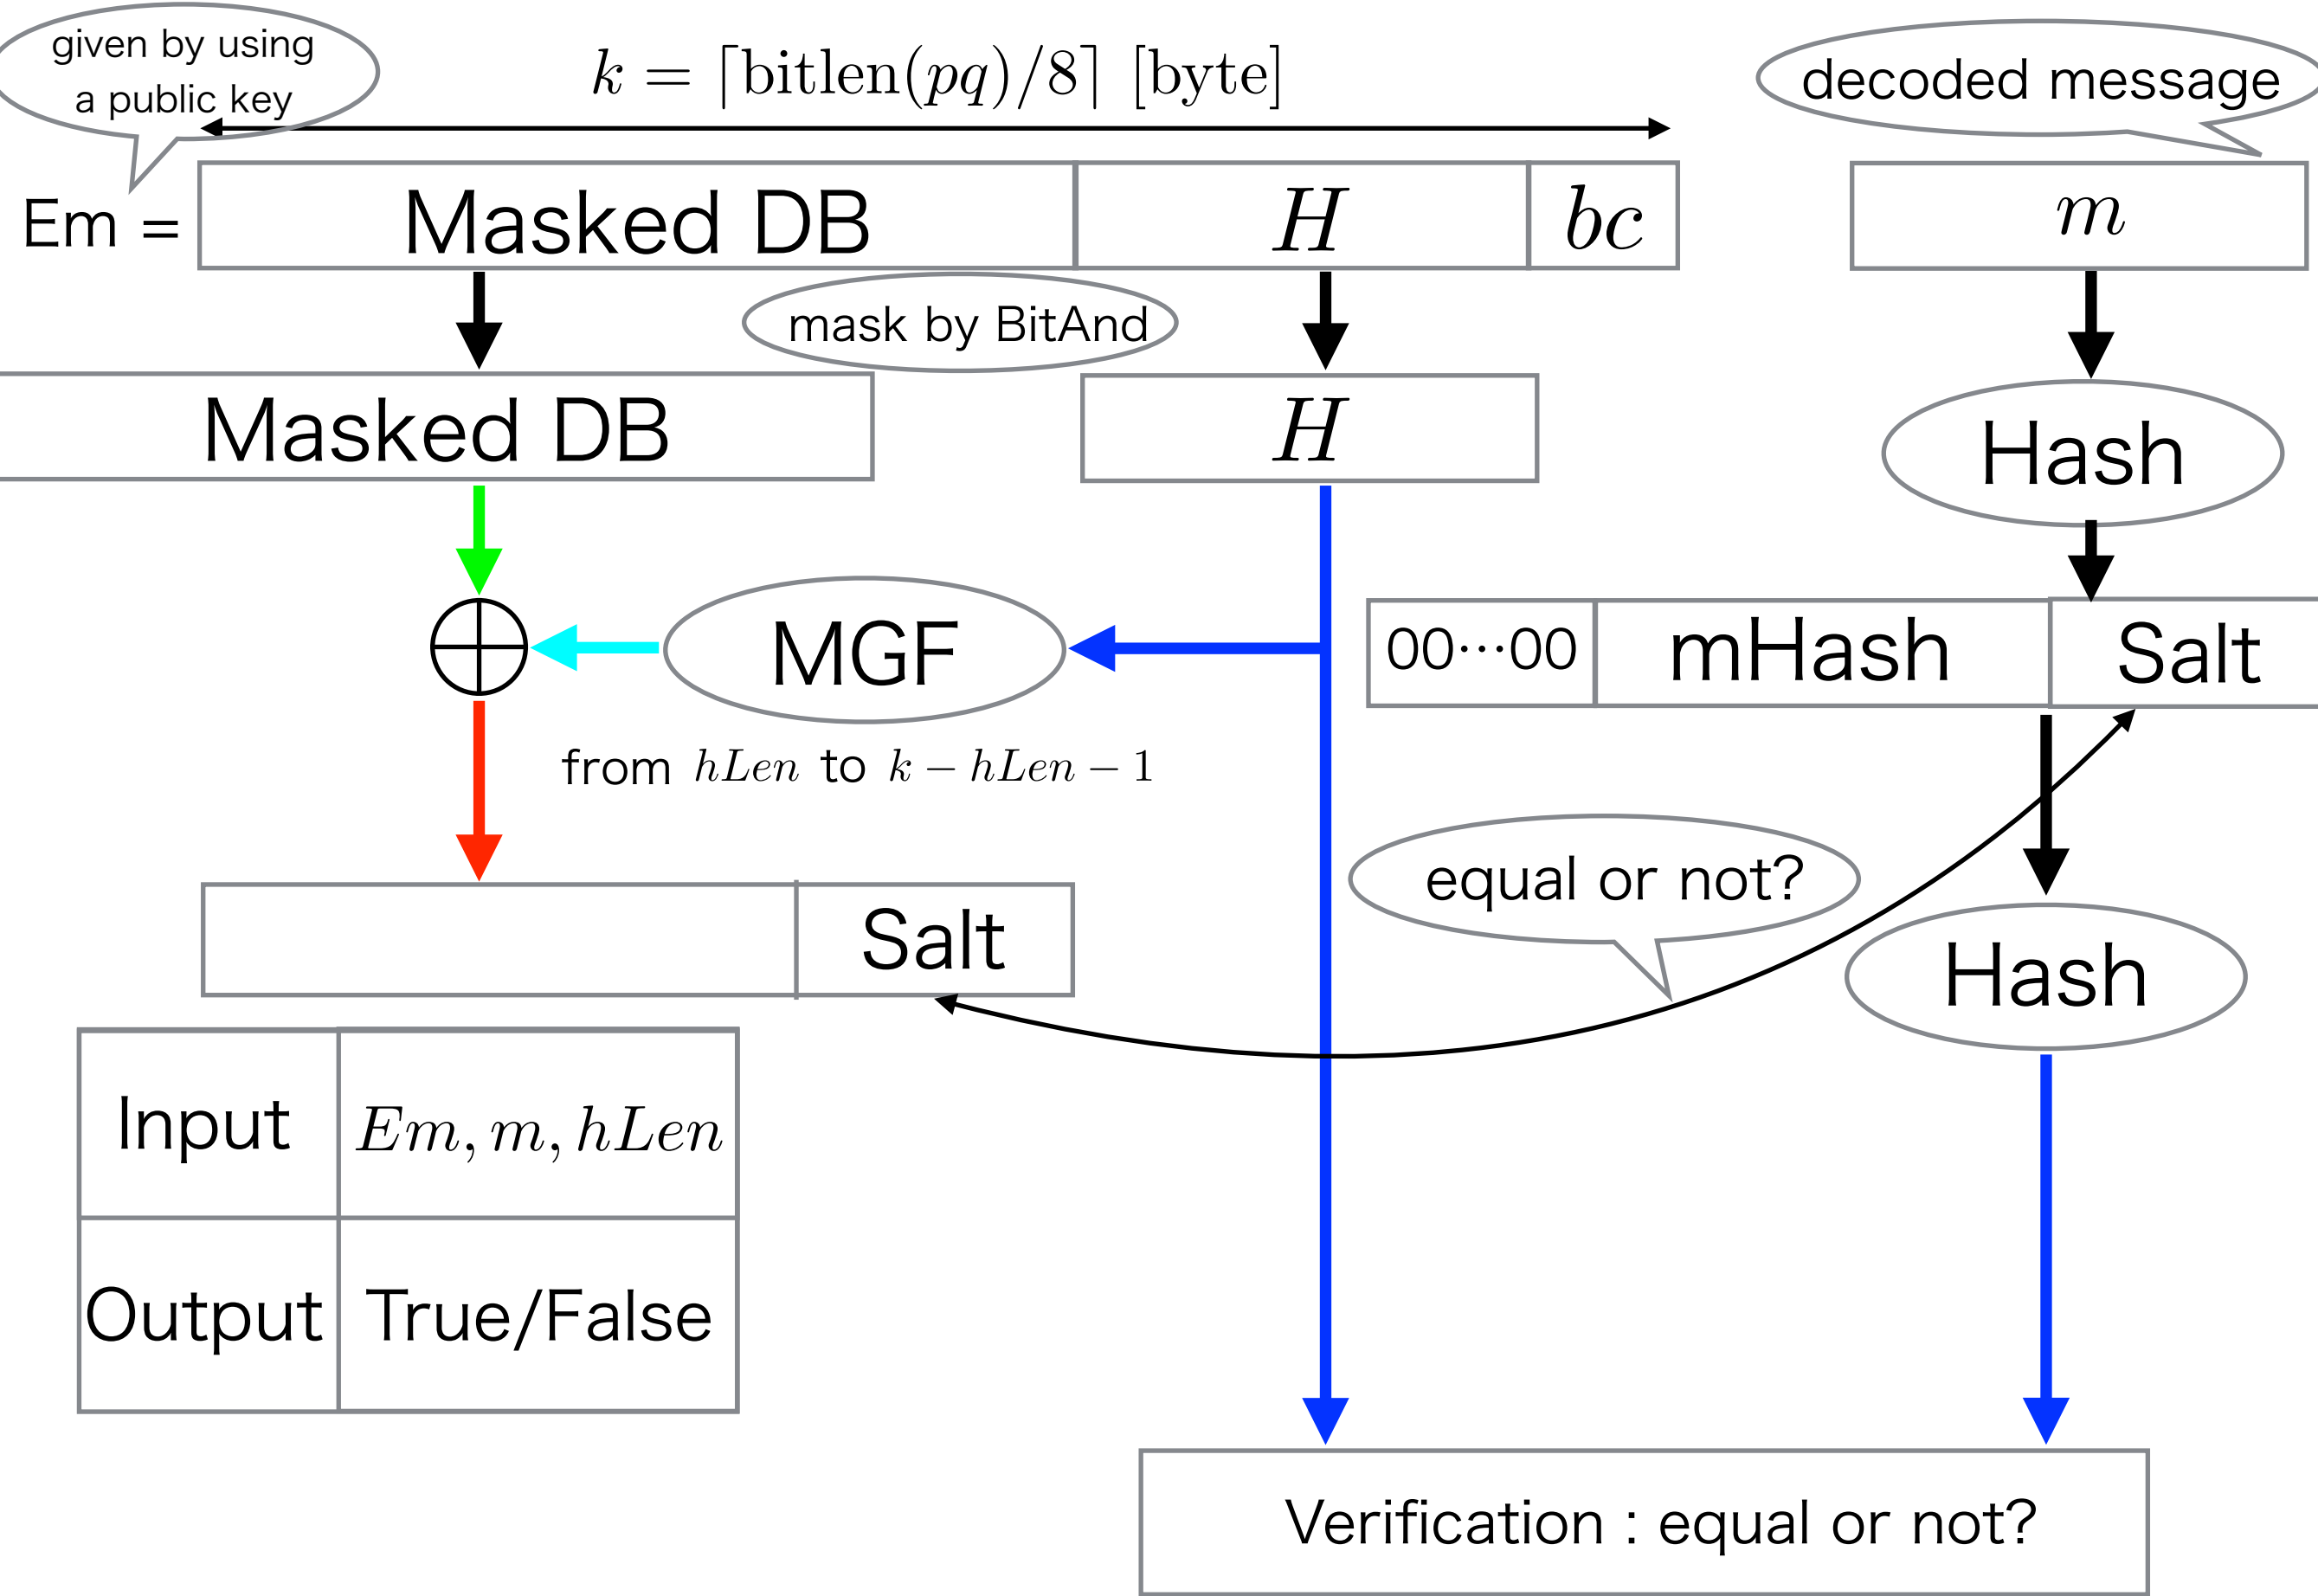 given by using
a public key
k = ⌈bitlen(pq)/8⌉ [byte]
decoded message
Em =
Masked DB
H
bc
m
mask by BitAnd
Masked DB
H
Hash
MGF
00···00
mHash
Salt
from hLen to k − hLen − 1
equal or not?
Salt
Hash
Input
Em, m, hLen
Output
True/False
Verification : equal or not?